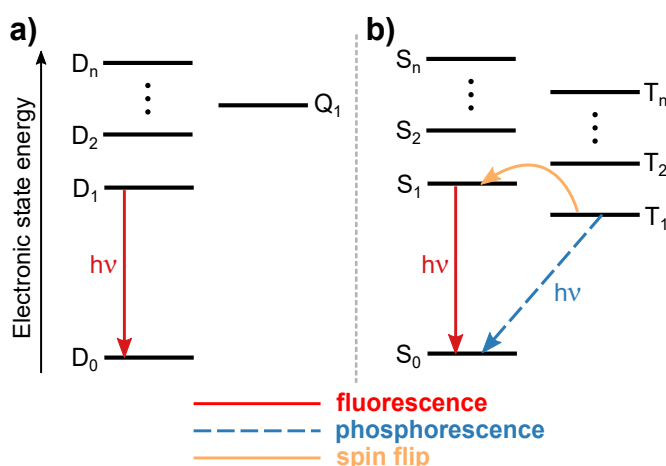 a)
Electronic state energy
Dn
Q1
D2
D1
hν
D0
b)
Sn
Tn
S2
T2
S1
T1
hν
hν
S0
fluorescence
phosphorescence
spin flip